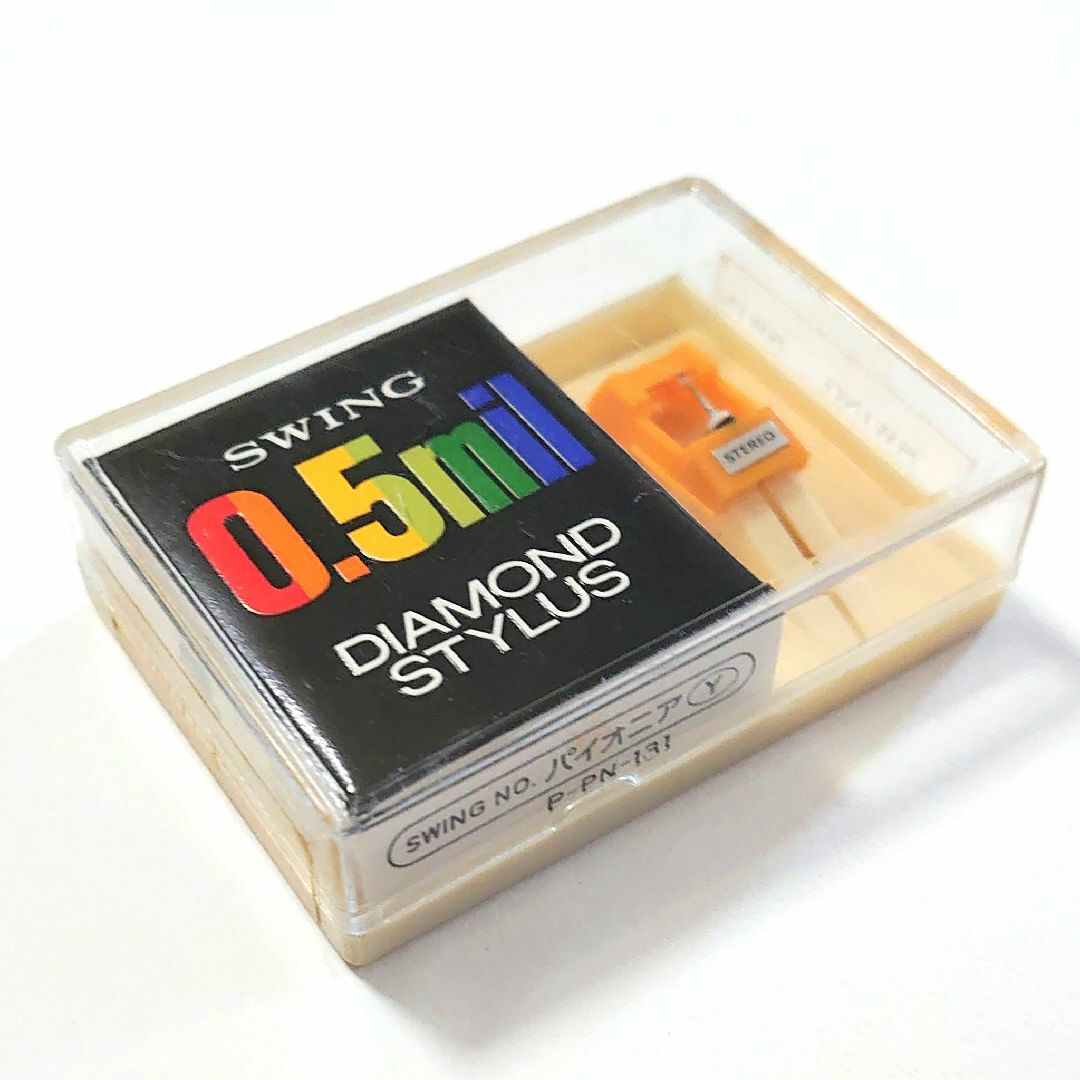 SWING
0.5mil
DIAMOND
STYLUS
STEREO
SWING NO. パイオニア Y
P-PN-131